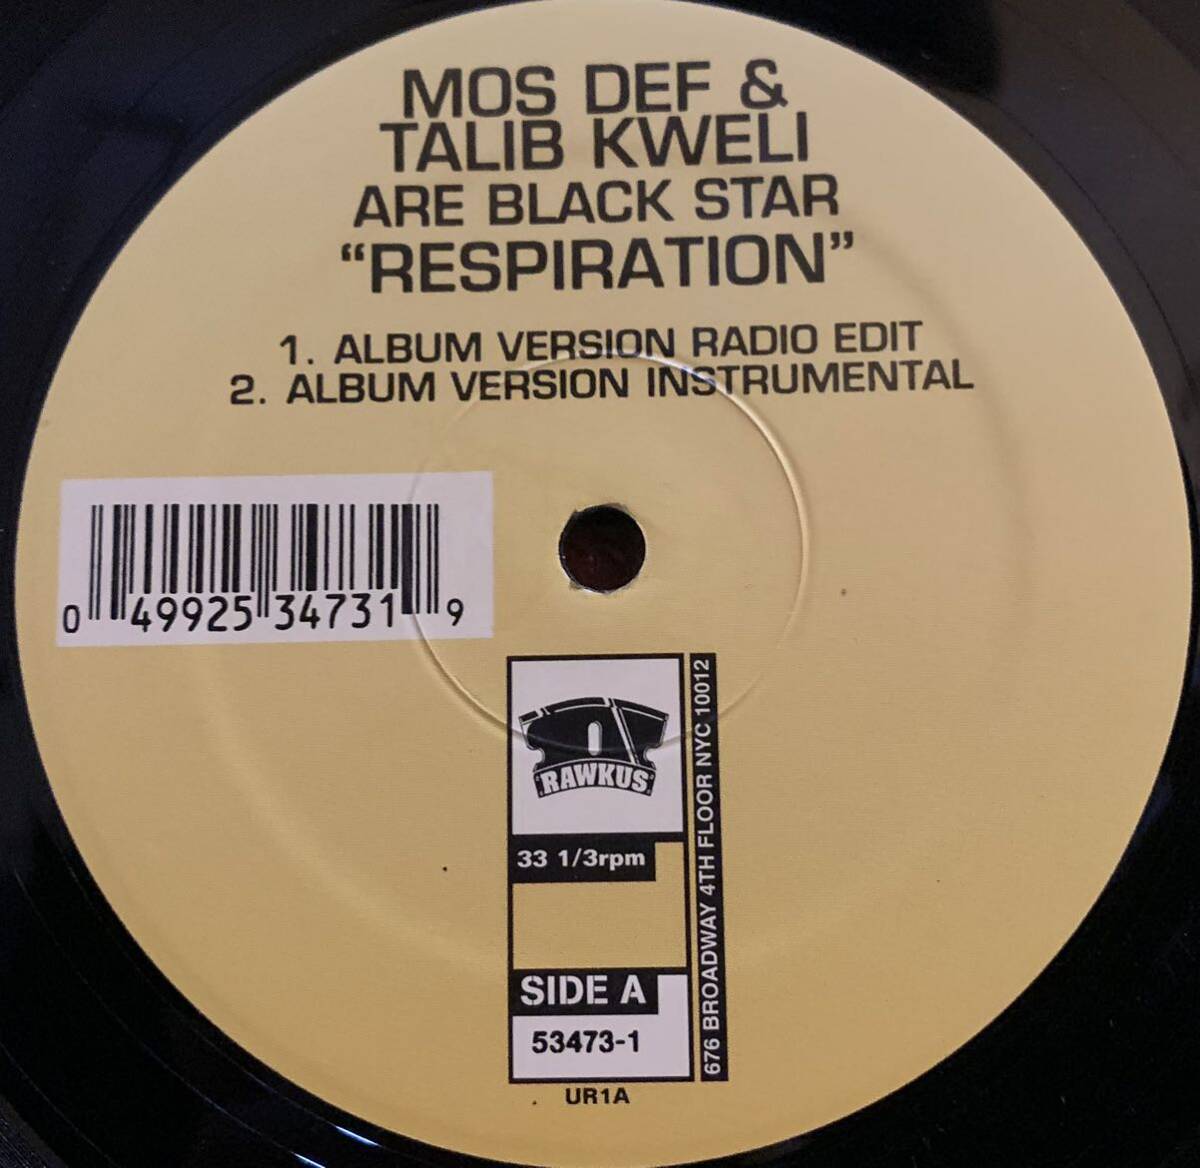 MOS DEF &
TALIB KWELI
ARE BLACK STAR
“RESPIRATION”
1. ALBUM VERSION RADIO EDIT
2. ALBUM VERSION INSTRUMENTAL
0 49925 34731 9
RAWKUS
33 1/3rpm
SIDE A
53473-1
676 BROADWAY 4TH FLOOR NYC 10012
UR1A